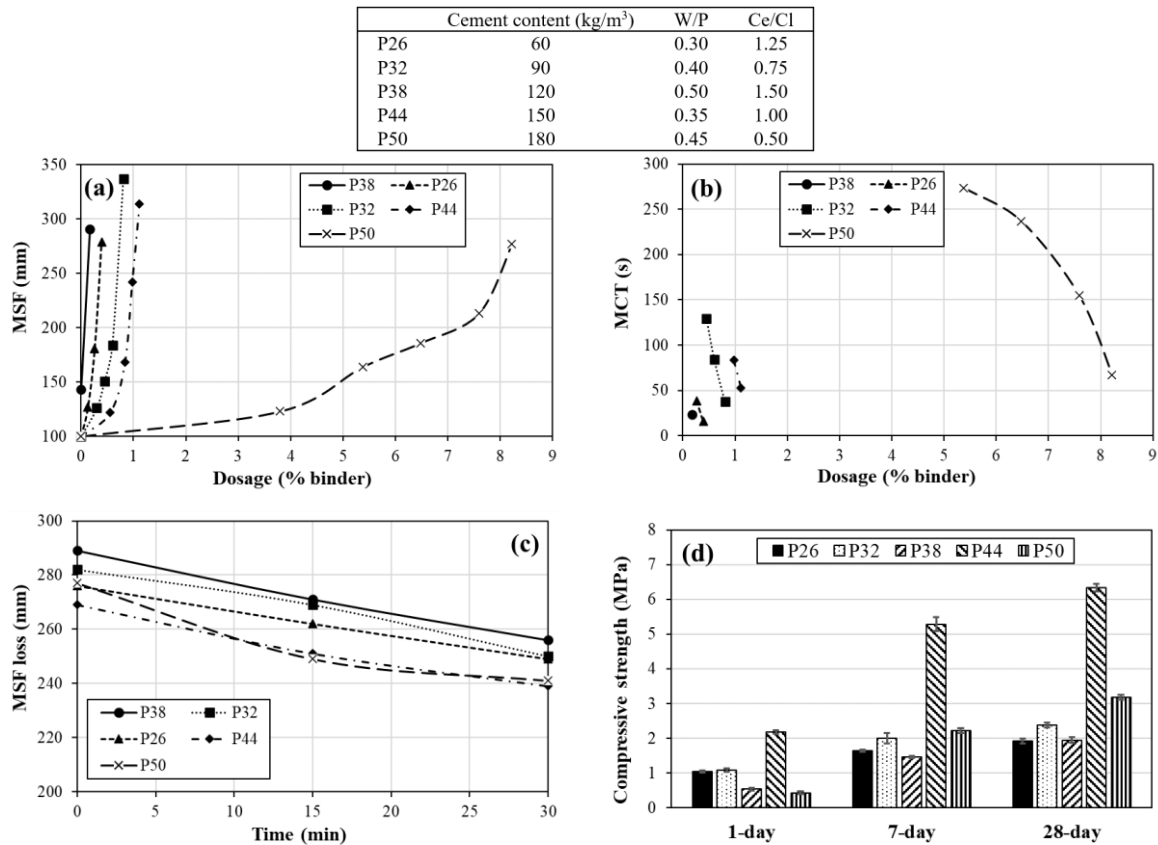 Cement content (kg/m³) W/P Ce/Cl
P26 60 0.30 1.25
P32 90 0.40 0.75
P38 120 0.50 1.50
P44 150 0.35 1.00
P50 180 0.45 0.50
(a)
P38 P26
P32 P44
P50
MSF (mm)
350
300
250
200
150
100
0 1 2 3 4 5 6 7 8 9
Dosage (% binder)
(b)
P38 P26
P32 P44
P50
MCT (s)
300
250
200
150
100
50
0
0 1 2 3 4 5 6 7 8 9
Dosage (% binder)
(c)
MSF loss (mm)
300
280
260
240
220
200
P38 P32
P26 P44
P50
0 5 10 15 20 25 30
Time (min)
(d)
P26 P32 P38 P44 P50
Compressive strength (MPa)
8
7
6
5
4
3
2
1
0
1-day 7-day 28-day